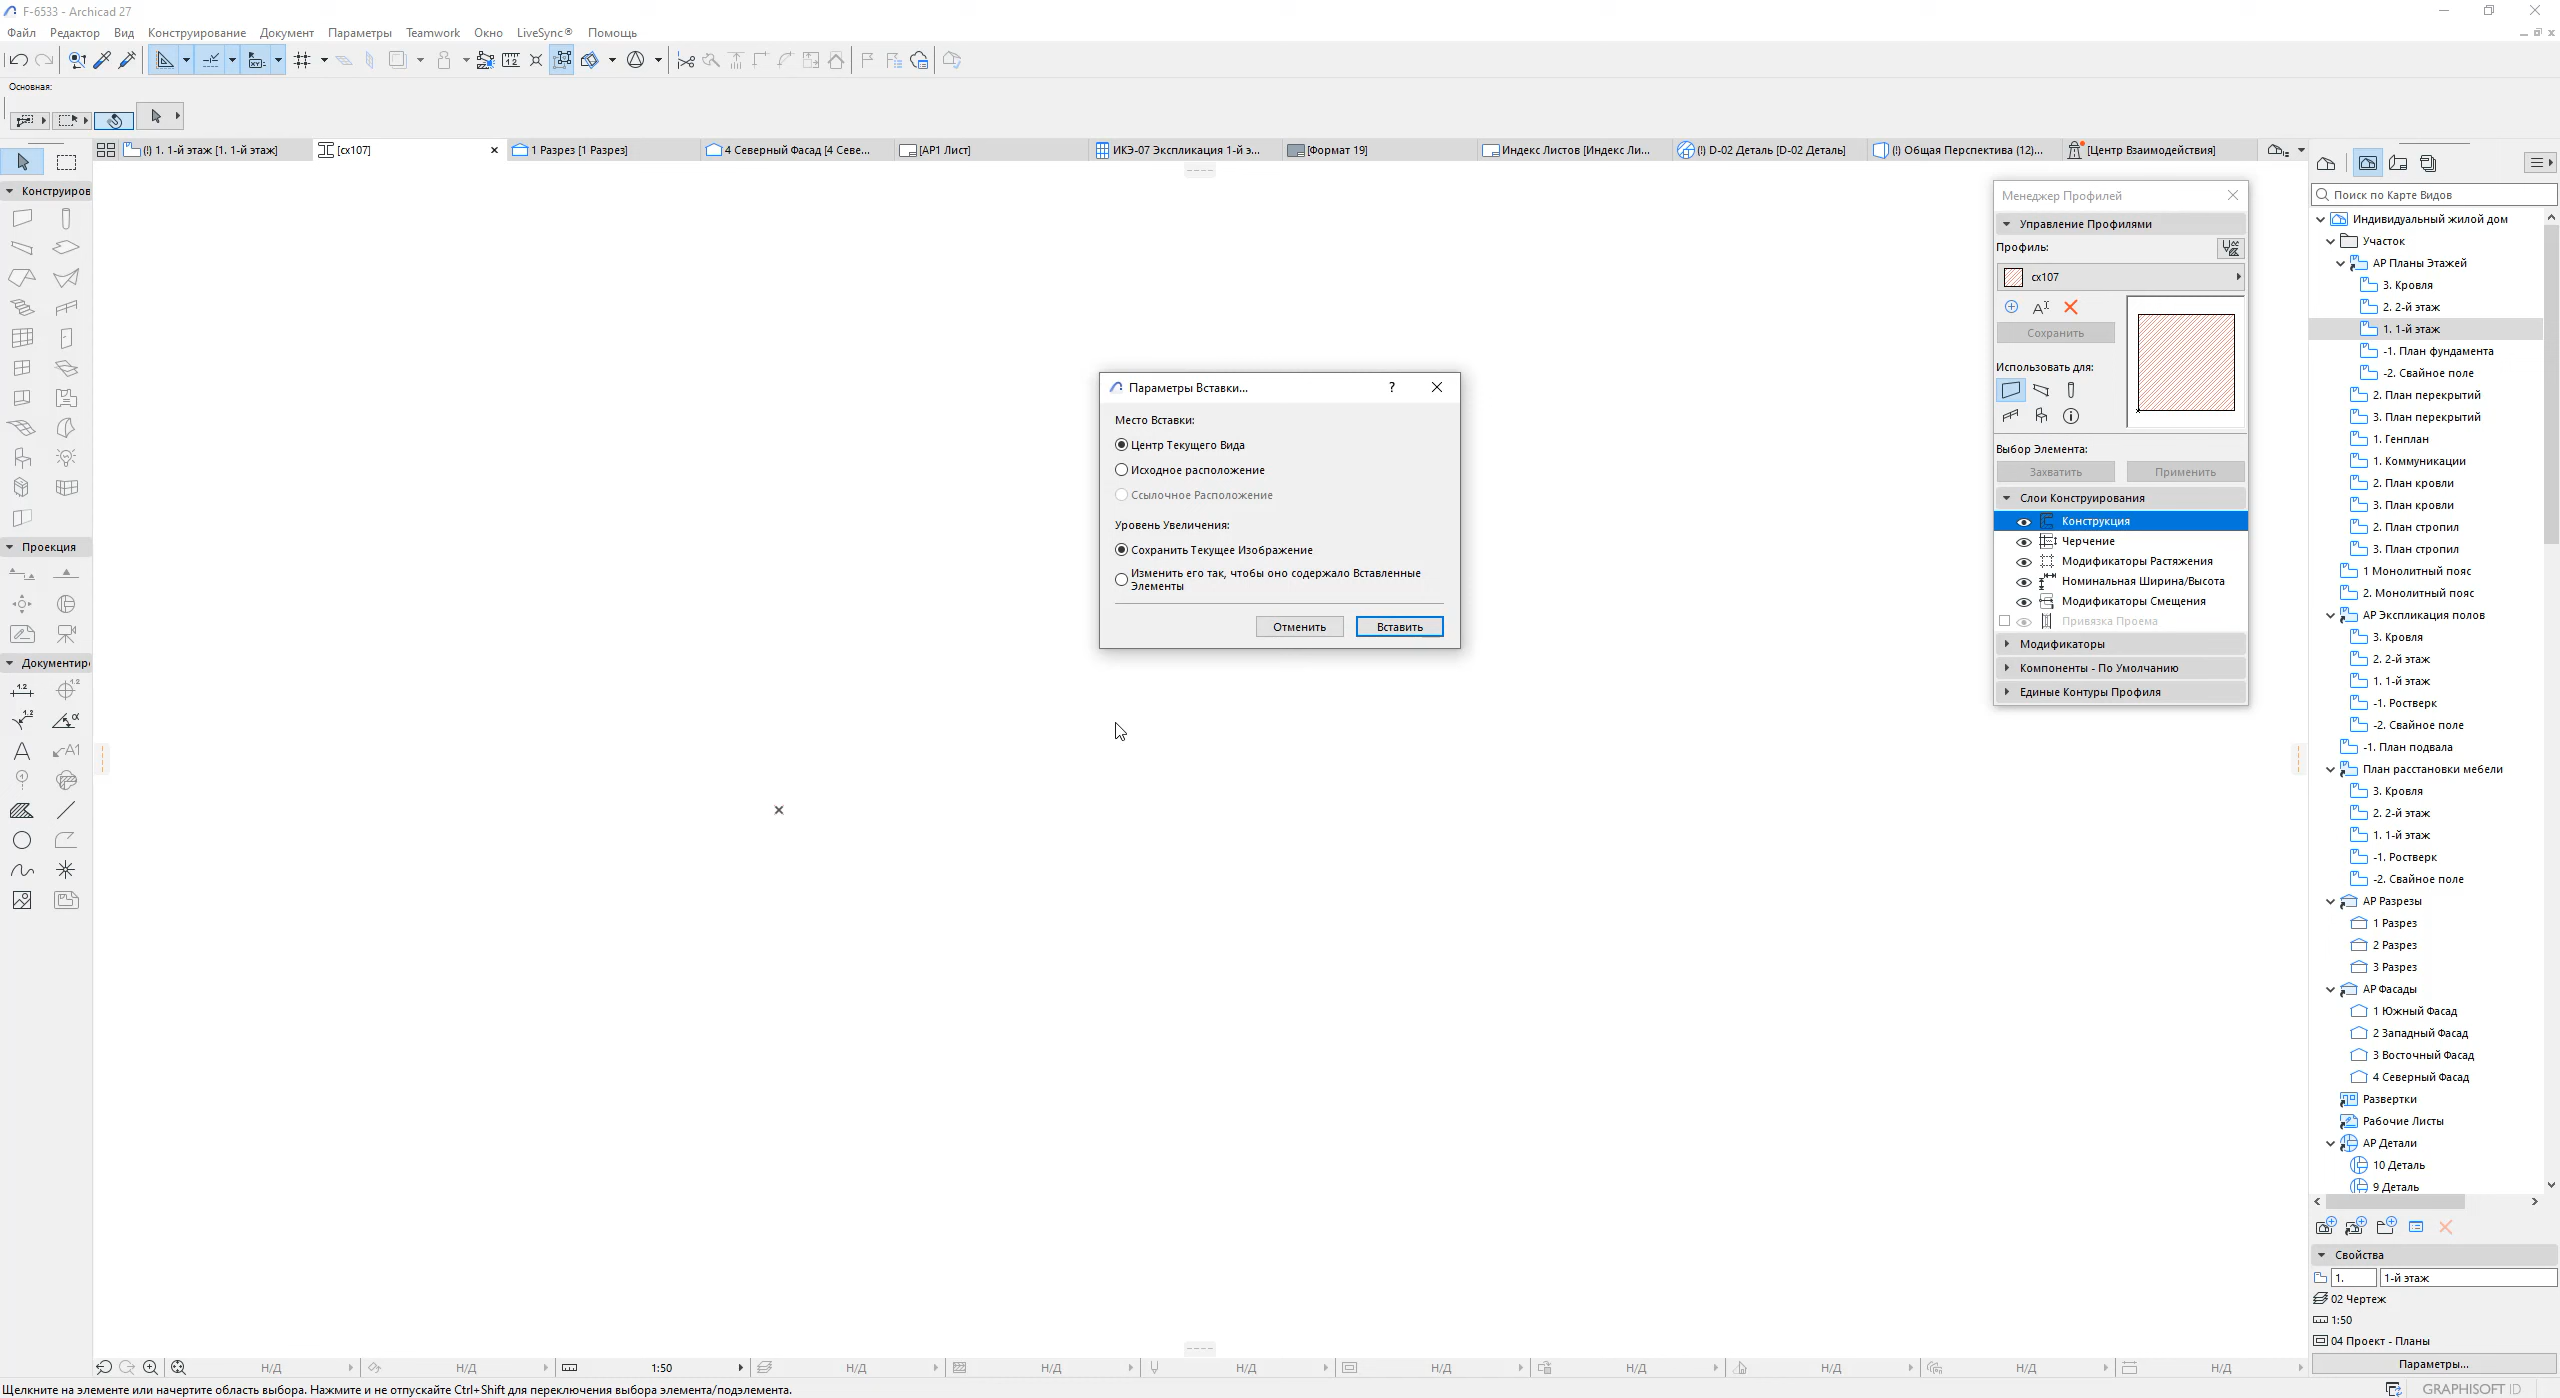 F-6533 - Archicad 27
Файл Редактор Вид Конструирование Документ Параметры Teamwork Окно LiveSync® Помощь
Основная:
(!) 1. 1-й этаж [1. 1-й этаж] [сх107] 1 Разрез [1 Разрез] 4 Северный Фасад [4 Севе... [АР1 Лист] ИКЭ-07 Экспликация 1-й э... [Формат 19] Индекс Листов [Индекс Ли... (!) D-02 Деталь [D-02 Деталь] (!) Общая Перспектива (12)... [Центр Взаимодействия]
Конструиров
Проекция
Документир
Параметры Вставки...
?
Место Вставки:
Центр Текущего Вида
Исходное расположение
Ссылочное Расположение
Уровень Увеличения:
Сохранить Текущее Изображение
Изменить его так, чтобы оно содержало Вставленные
Элементы
Отменить Вставить
Менеджер Профилей
Управление Профилями
Профиль:
сх107
Сохранить
Использовать для:
Выбор Элемента:
Захватить Применить
Слои Конструирования
Конструкция
Черчение
Модификаторы Растяжения
Номинальная Ширина/Высота
Модификаторы Смещения
Привязка Проема
Модификаторы
Компоненты - По Умолчанию
Единые Контуры Профиля
Поиск по Карте Видов
Индивидуальный жилой дом
Участок
АР Планы Этажей
3. Кровля
2. 2-й этаж
1. 1-й этаж
-1. План фундамента
-2. Свайное поле
2. План перекрытий
3. План перекрытий
1. Генплан
1. Коммуникации
2. План кровли
3. План кровли
2. План стропил
3. План стропил
1 Монолитный пояс
2. Монолитный пояс
АР Экспликация полов
3. Кровля
2. 2-й этаж
1. 1-й этаж
-1. Ростверк
-2. Свайное поле
-1. План подвала
План расстановки мебели
3. Кровля
2. 2-й этаж
1. 1-й этаж
-1. Ростверк
-2. Свайное поле
АР Разрезы
1 Разрез
2 Разрез
3 Разрез
АР Фасады
1 Южный Фасад
2 Западный Фасад
3 Восточный Фасад
4 Северный Фасад
Развертки
Рабочие Листы
АР Детали
10 Деталь
9 Деталь
Свойства
1. 1-й этаж
02 Чертеж
1:50
04 Проект - Планы
Параметры...
Н/Д Н/Д 1:50 Н/Д Н/Д Н/Д Н/Д Н/Д Н/Д Н/Д Н/Д
Щелкните на элементе или начертите область выбора. Нажмите и не отпускайте Ctrl+Shift для переключения выбора элемента/подэлемента.
GRAPHISOFT ID